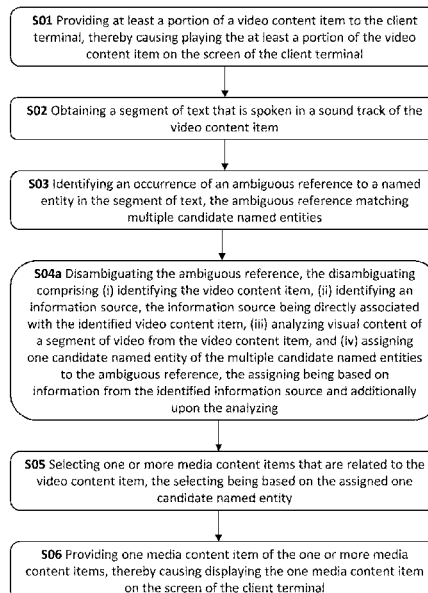 S01 Providing at least a portion of a video content item to the client
terminal, thereby causing playing the at least a portion of the video
content item on the screen of the client terminal
S02 Obtaining a segment of text that is spoken in a sound track of the
video content item
S03 Identifying an occurrence of an ambiguous reference to a named
entity in the segment of text, the ambiguous reference matching
multiple candidate named entities
S04a Disambiguating the ambiguous reference, the disambiguating
comprising (i) identifying the video content item, (ii) identifying an
information source, the information source being directly associated
with the identified video content item, (iii) analyzing visual content of
a segment of video from the video content item, and (iv) assigning
one candidate named entity of the multiple candidate named entities
to the ambiguous reference, the assigning being based on
information from the identified information source and additionally
upon the analyzing
S05 Selecting one or more media content items that are related to the
video content item, the selecting being based on the assigned one
candidate named entity
S06 Providing one media content item of the one or more media
content items, thereby causing displaying the one media content item
on the screen of the client terminal